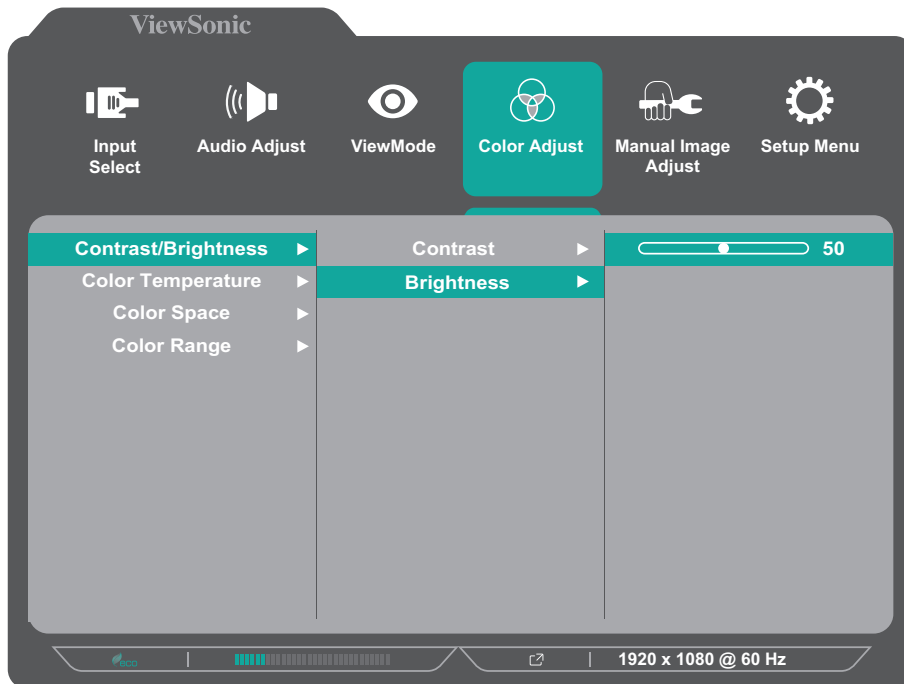 ViewSonic
Input
Select
Audio Adjust
ViewMode
Color Adjust
Manual Image
Adjust
Setup Menu
Contrast/Brightness
Color Temperature
Color Space
Color Range
Contrast
Brightness
50
eco
1920 x 1080 @ 60 Hz